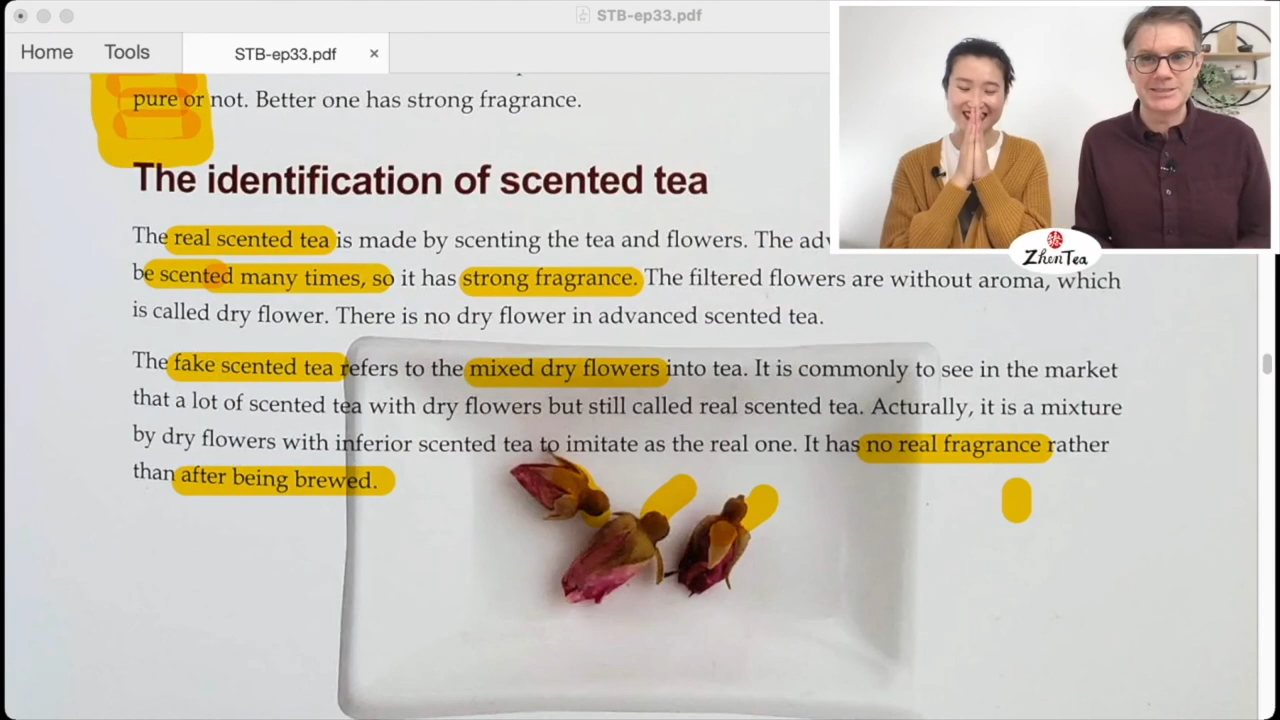 STB-ep33.pdf
Home Tools STB-ep33.pdf ×
pure or not. Better one has strong fragrance.
The identification of scented tea
The real scented tea is made by scenting the tea and flowers. The
be scented many times, so it has strong fragrance. The filtered flowers are without aroma, which
is called dry flower. There is no dry flower in advanced scented tea.
The fake scented tea refers to the mixed dry flowers into tea. It is commonly to see in the market
that a lot of scented tea with dry flowers but still called real scented tea. Acturally, it is a mixture
by dry flowers with inferior scented tea to imitate as the real one. It has no real fragrance rather
than after being brewed.
ZhenTea